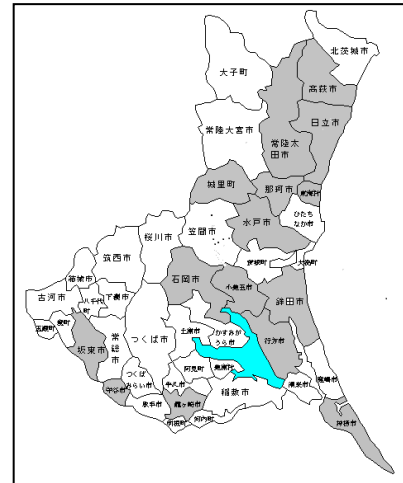 北茨城市
大子町
高萩市
日立市
常陸太
田市
常陸大宮市
城里町
那珂市
東海村
ひたち
なか市
水戸市
笠間市
桜川市
筑西市
茨城町
大洗町
石岡市
小美玉市
鉾田市
結城市
古河市
八千代
町
下妻市
五霞町
境町
坂東市
常総市
つくば市
土浦市
かすみが
うら市
行方市
つくば
みらい市
阿見町
美浦村
牛久市
守谷市
取手市
龍ヶ崎市
稲敷市
潮来市
鹿嶋市
利根町
河内町
神栖市